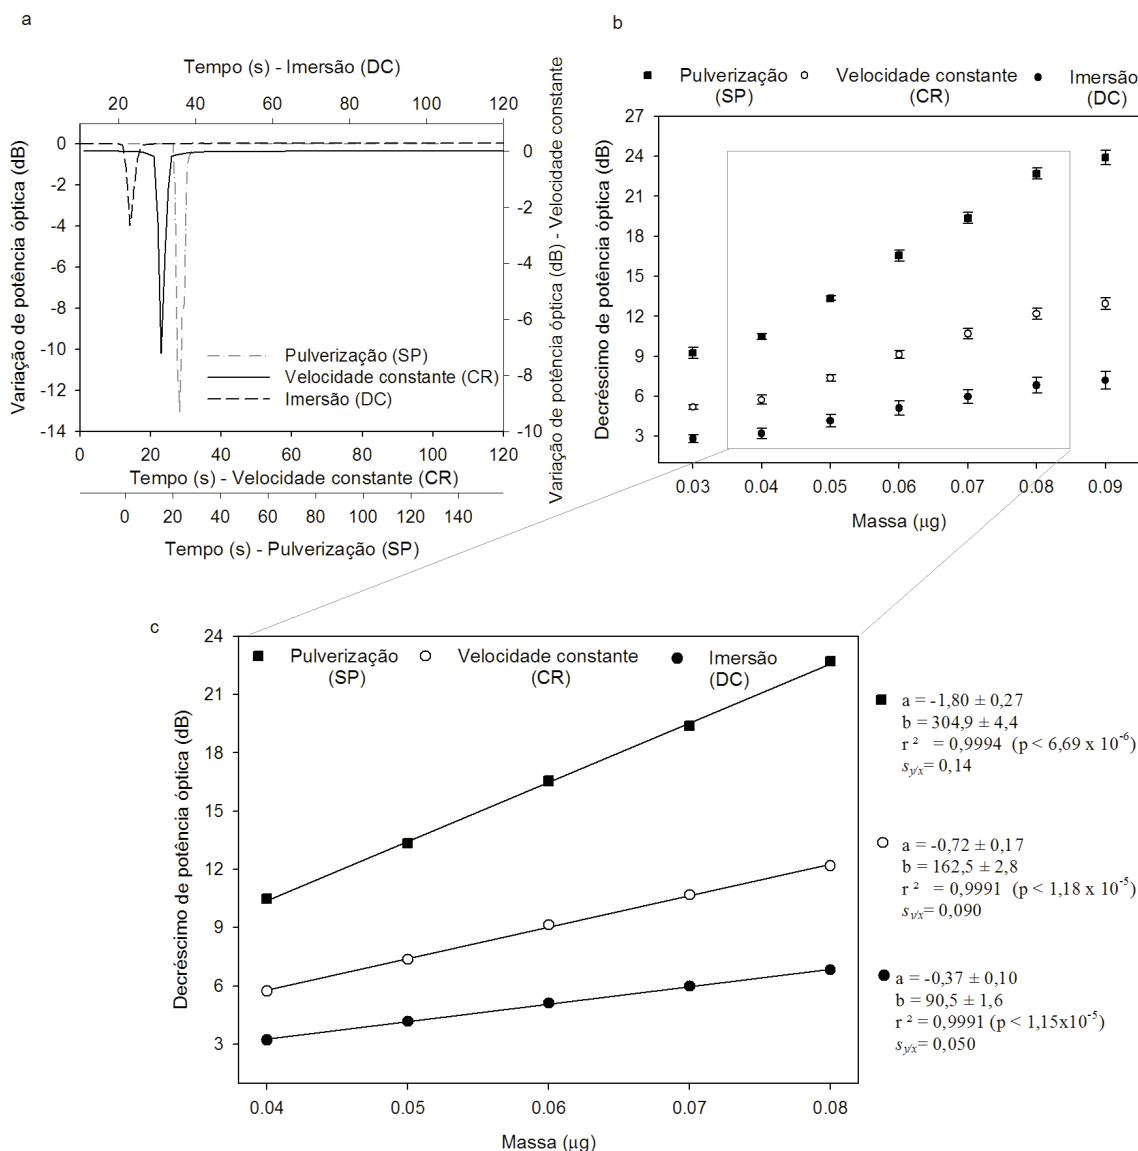 a
Tempo (s) - Imersão (DC)
20 40 60 80 100 120
Variação de potência óptica (dB)
0
-2
-4
-6
-8
-10
-12
-14
0
-2
-4
-6
-8
-10
Variação de potência óptica (dB) - Velocidade constante
Pulverização (SP)
Velocidade constante (CR)
Imersão (DC)
0 20 40 60 80 100 120
Tempo (s) - Velocidade constante (CR)
0 20 40 60 80 100 120 140
Tempo (s) - Pulverização (SP)
b
Pulverização (SP)
Velocidade constante (CR)
Imersão (DC)
Decréscimo de potência óptica (dB)
27
24
21
18
15
12
9
6
3
0.03 0.04 0.05 0.06 0.07 0.08 0.09
Massa (µg)
c
Pulverização (SP)
Velocidade constante (CR)
Imersão (DC)
Decréscimo de potência óptica (dB)
24
21
18
15
12
9
6
3
0.04 0.05 0.06 0.07 0.08
Massa (µg)
a = -1,80 ± 0,27
b = 304,9 ± 4,4
r ² = 0,9994 (p < 6,69 x 10⁻⁶)
s_y/x= 0,14
a = -0,72 ± 0,17
b = 162,5 ± 2,8
r ² = 0,9991 (p < 1,18 x 10⁻⁵)
s_y/x= 0,090
a = -0,37 ± 0,10
b = 90,5 ± 1,6
r ² = 0,9991 (p < 1,15x10⁻⁵)
s_y/x= 0,050